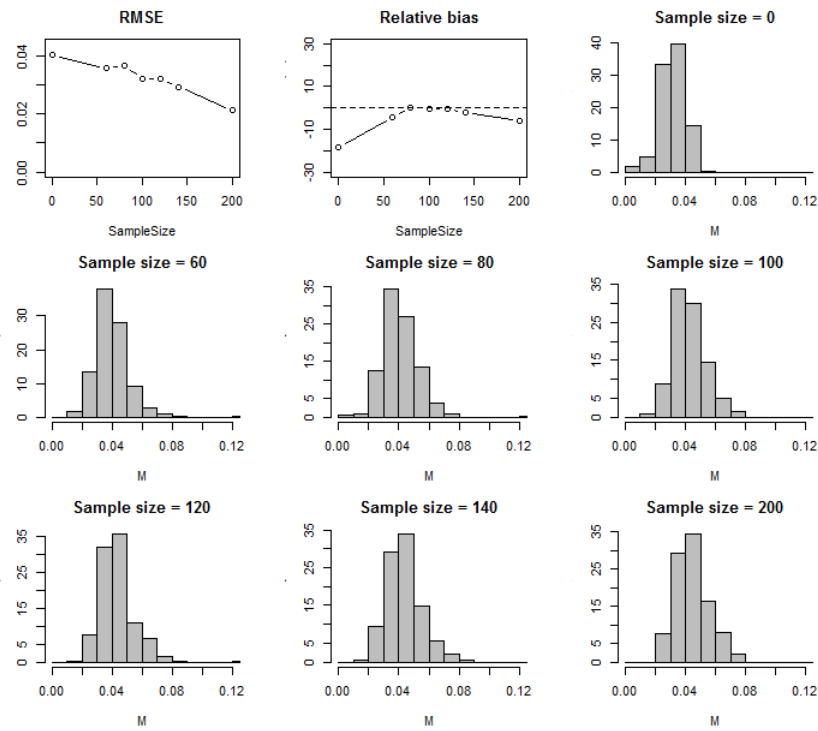 RMSE
0.04
0.02
0.00
0 50 100 150 200
SampleSize
Relative bias
30
10
-10
-30
0 50 100 150 200
SampleSize
Sample size = 0
40
30
20
10
0
0.00 0.04 0.08 0.12
M
Sample size = 60
30
20
10
0
0.00 0.04 0.08 0.12
M
Sample size = 80
35
25
15
5
0
0.00 0.04 0.08 0.12
M
Sample size = 100
35
25
15
5
0
0.00 0.04 0.08 0.12
M
Sample size = 120
35
25
15
5
0
0.00 0.04 0.08 0.12
M
Sample size = 140
35
25
15
5
0
0.00 0.04 0.08 0.12
M
Sample size = 200
35
25
15
5
0
0.00 0.04 0.08 0.12
M